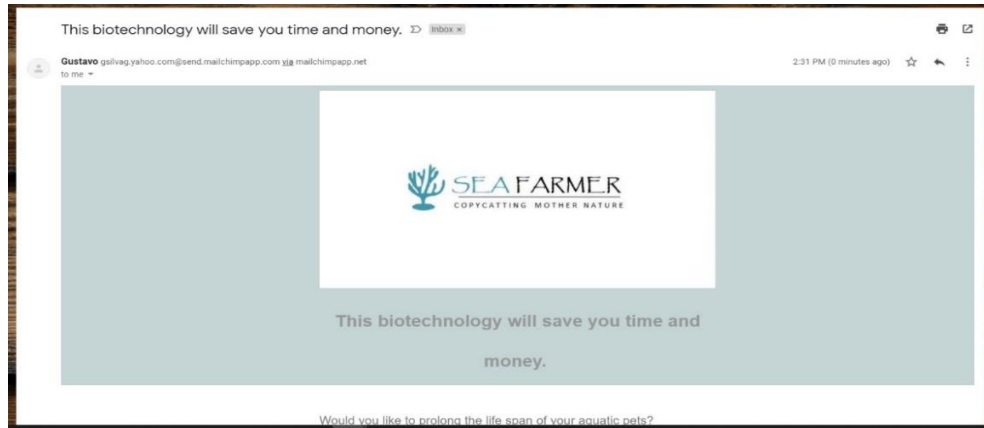 This biotechnology will save you time and money. Inbox ×
Gustavo gsilvag.yahoo.com@send.mailchimpapp.com via mailchimpapp.net 2:31 PM (0 minutes ago)
to me
SEA FARMER
COPYCATTING MOTHER NATURE
This biotechnology will save you time and
money.
Would you like to prolong the life span of your aquatic pets?